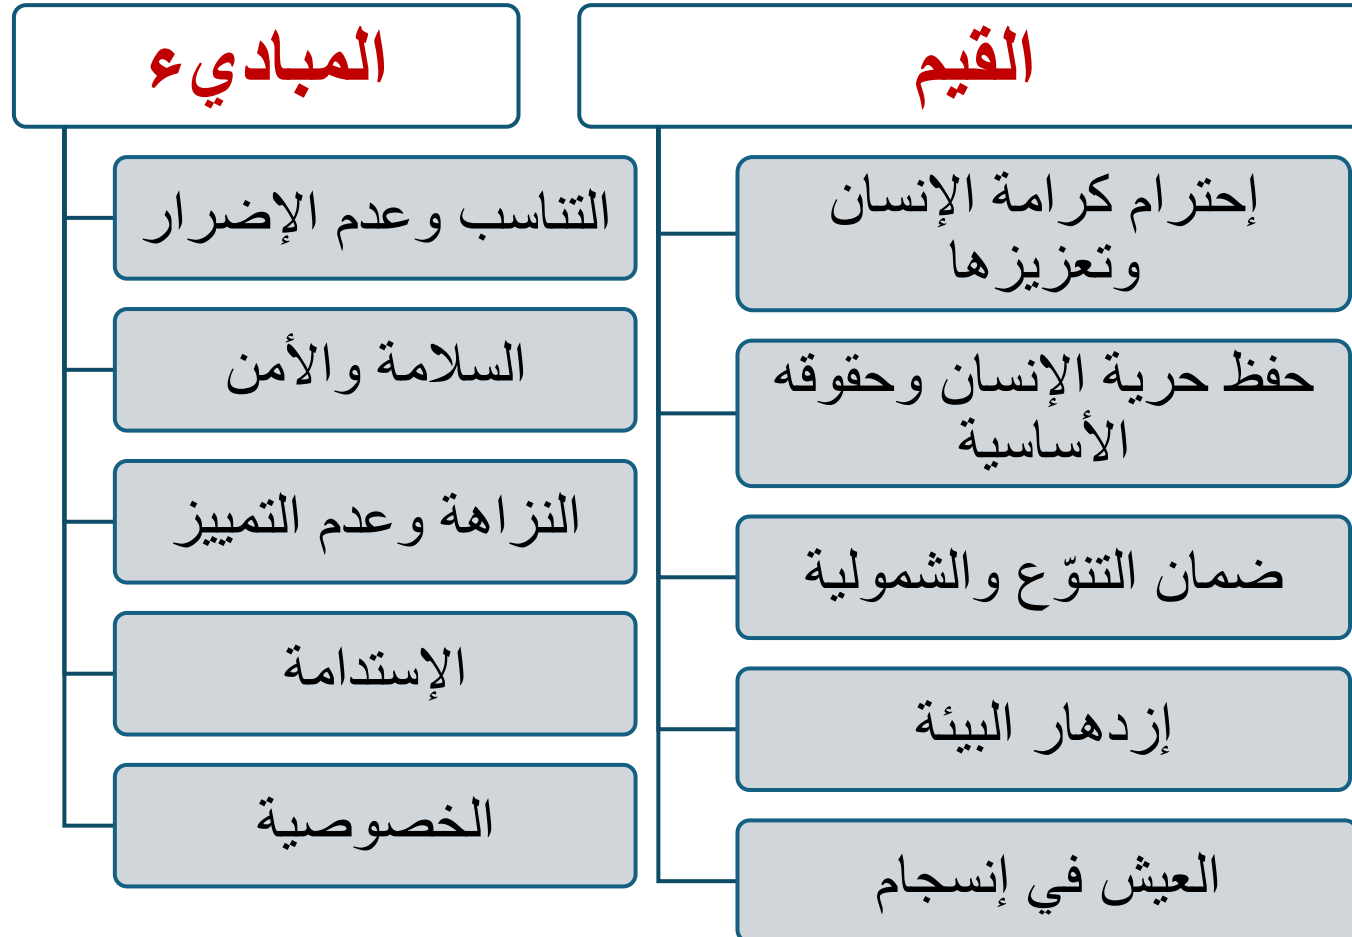 القيم
إحترام كرامة الإنسان
وتعزيزها
حفظ حرية الإنسان وحقوقه
الأساسية
ضمان التنوّع والشمولية
إزدهار البيئة
العيش في إنسجام
المباديء
التناسب وعدم الإضرار
السلامة والأمن
النزاهة وعدم التمييز
الإستدامة
الخصوصية